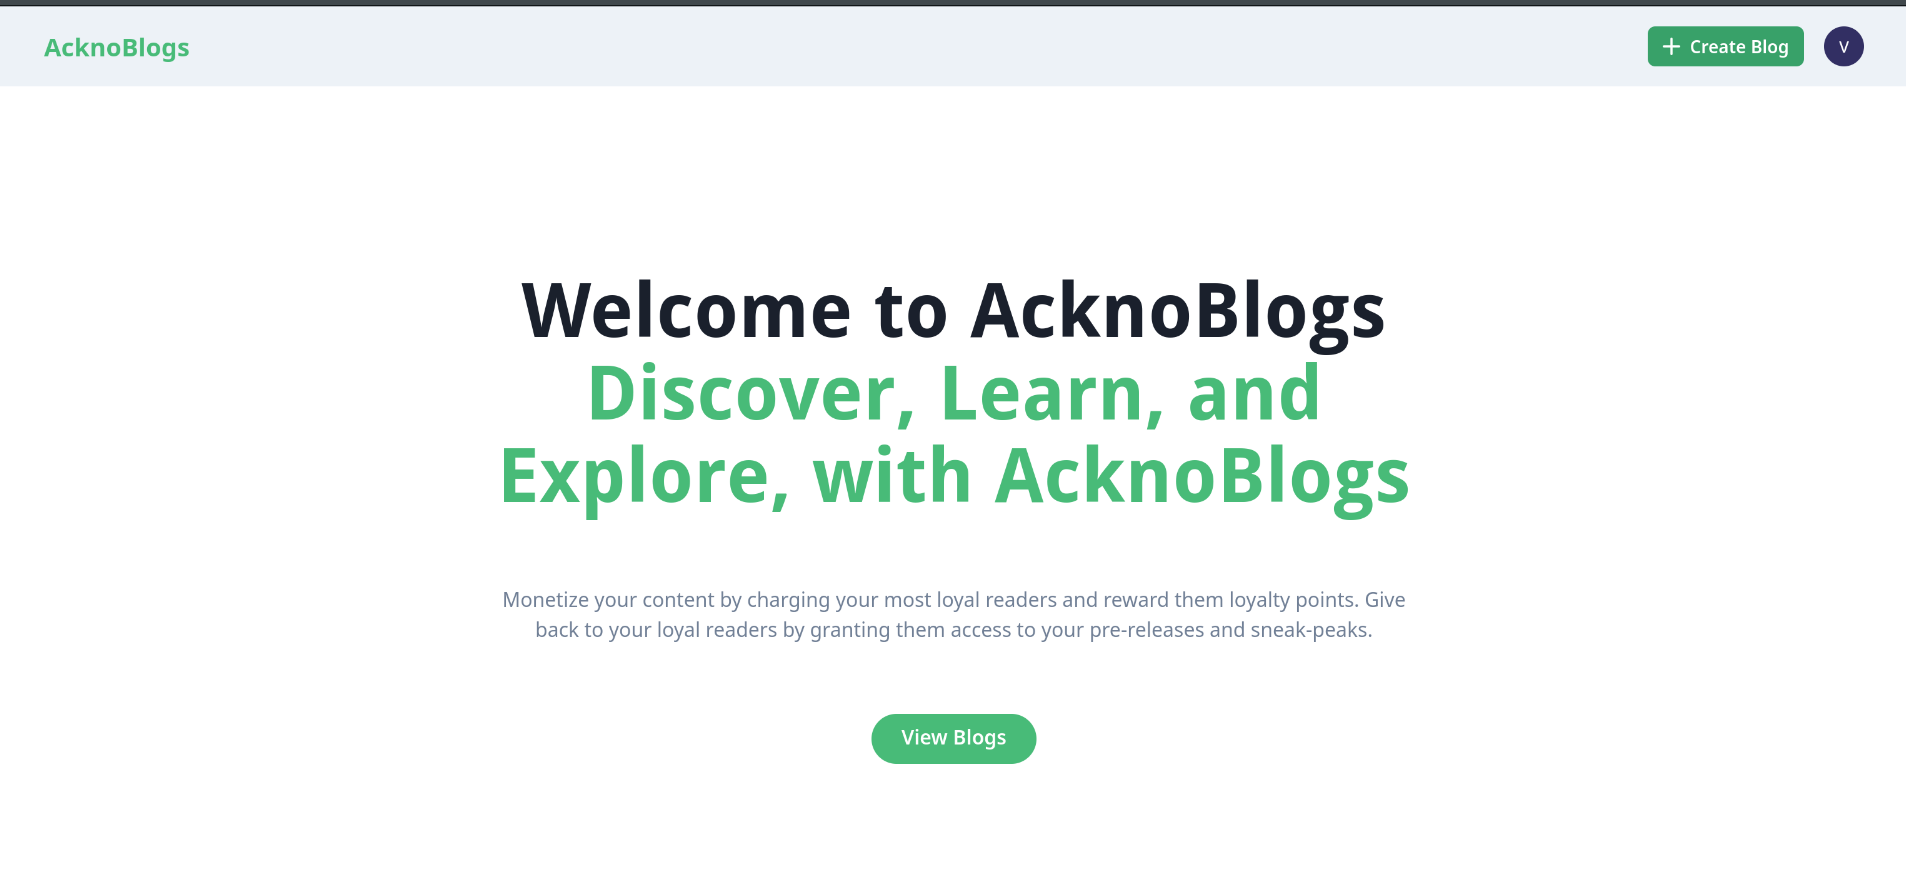 AcknoBlogs
Create Blog
V
Welcome to AcknoBlogs
Discover, Learn, and
Explore, with AcknoBlogs
Monetize your content by charging your most loyal readers and reward them loyalty points. Give
back to your loyal readers by granting them access to your pre-releases and sneak-peaks.
View Blogs